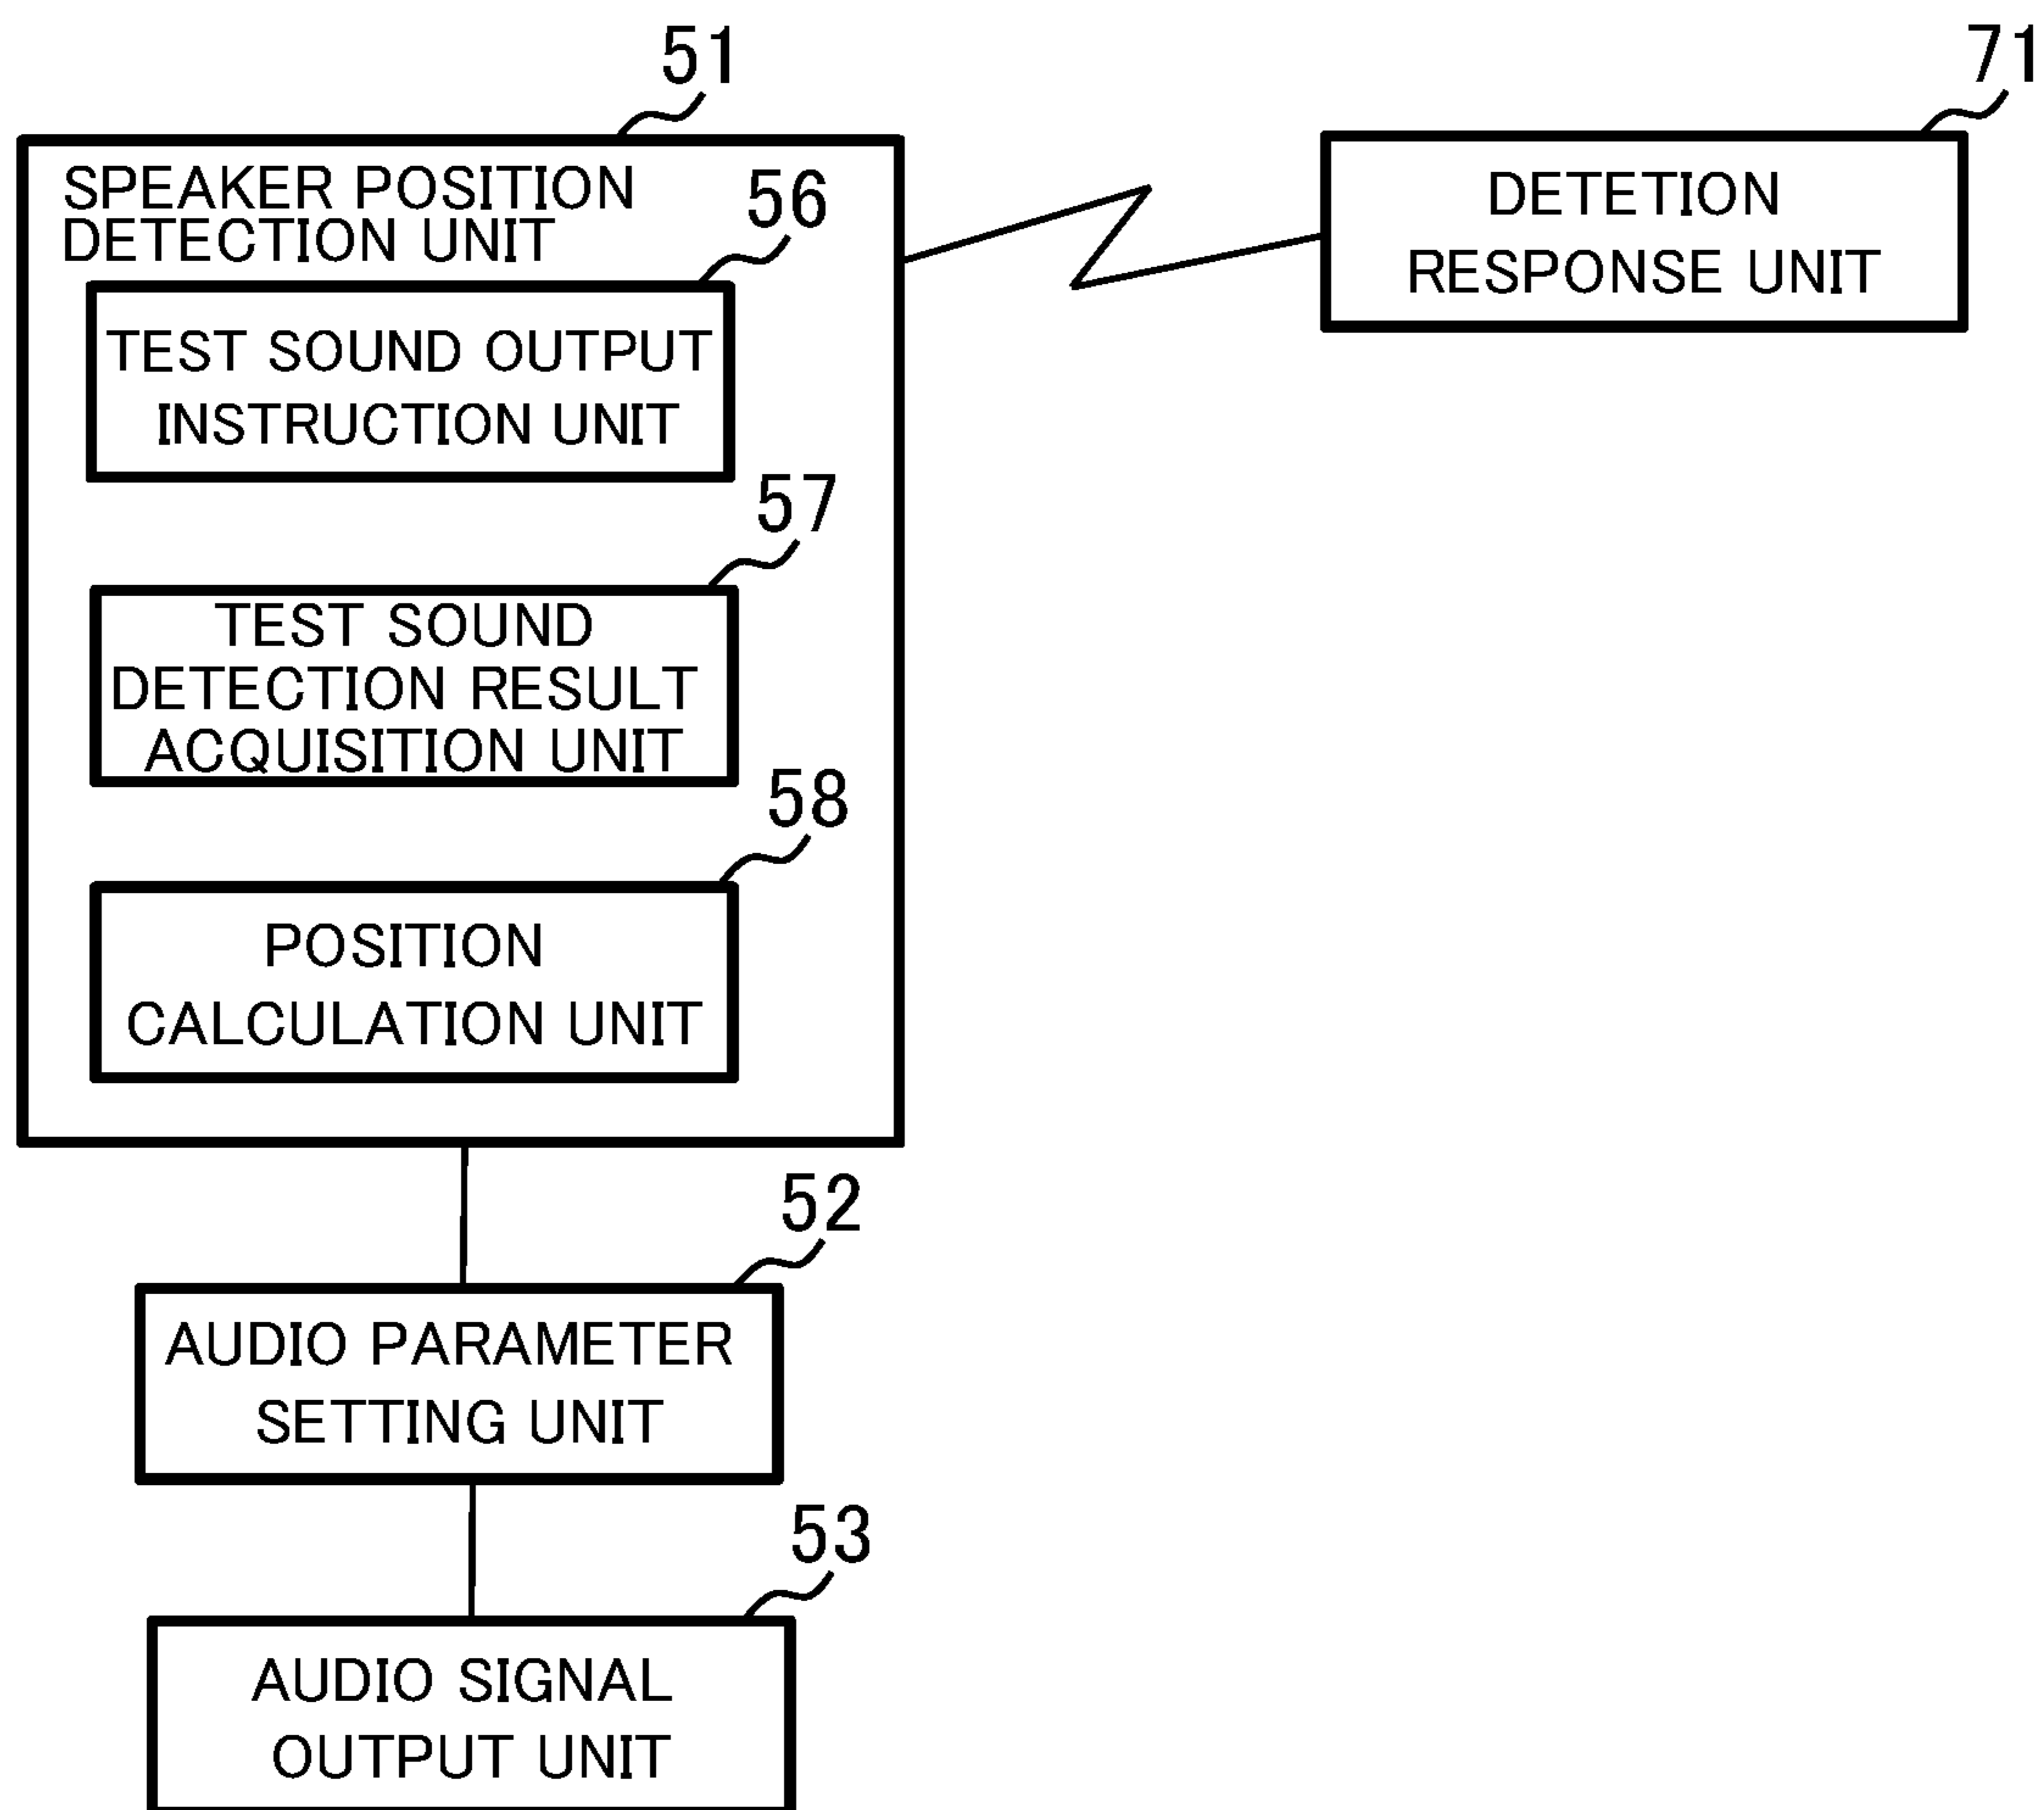 51
SPEAKER POSITION
DETECTION UNIT
56
TEST SOUND OUTPUT
INSTRUCTION UNIT
57
TEST SOUND
DETECTION RESULT
ACQUISITION UNIT
58
POSITION
CALCULATION UNIT
52
AUDIO PARAMETER
SETTING UNIT
53
AUDIO SIGNAL
OUTPUT UNIT
71
DETETION
RESPONSE UNIT